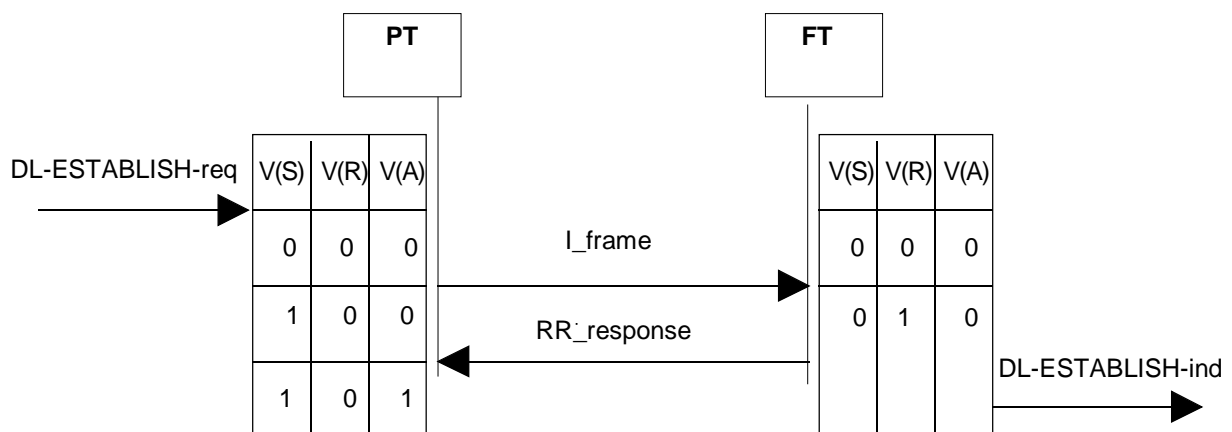 PT FT
DL-ESTABLISH-req V(S) V(R) V(A) V(S) V(R) V(A)
0 0 0 I_frame 0 0 0
1 0 0 RR_response 0 1 0
DL-ESTABLISH-ind
1 0 1